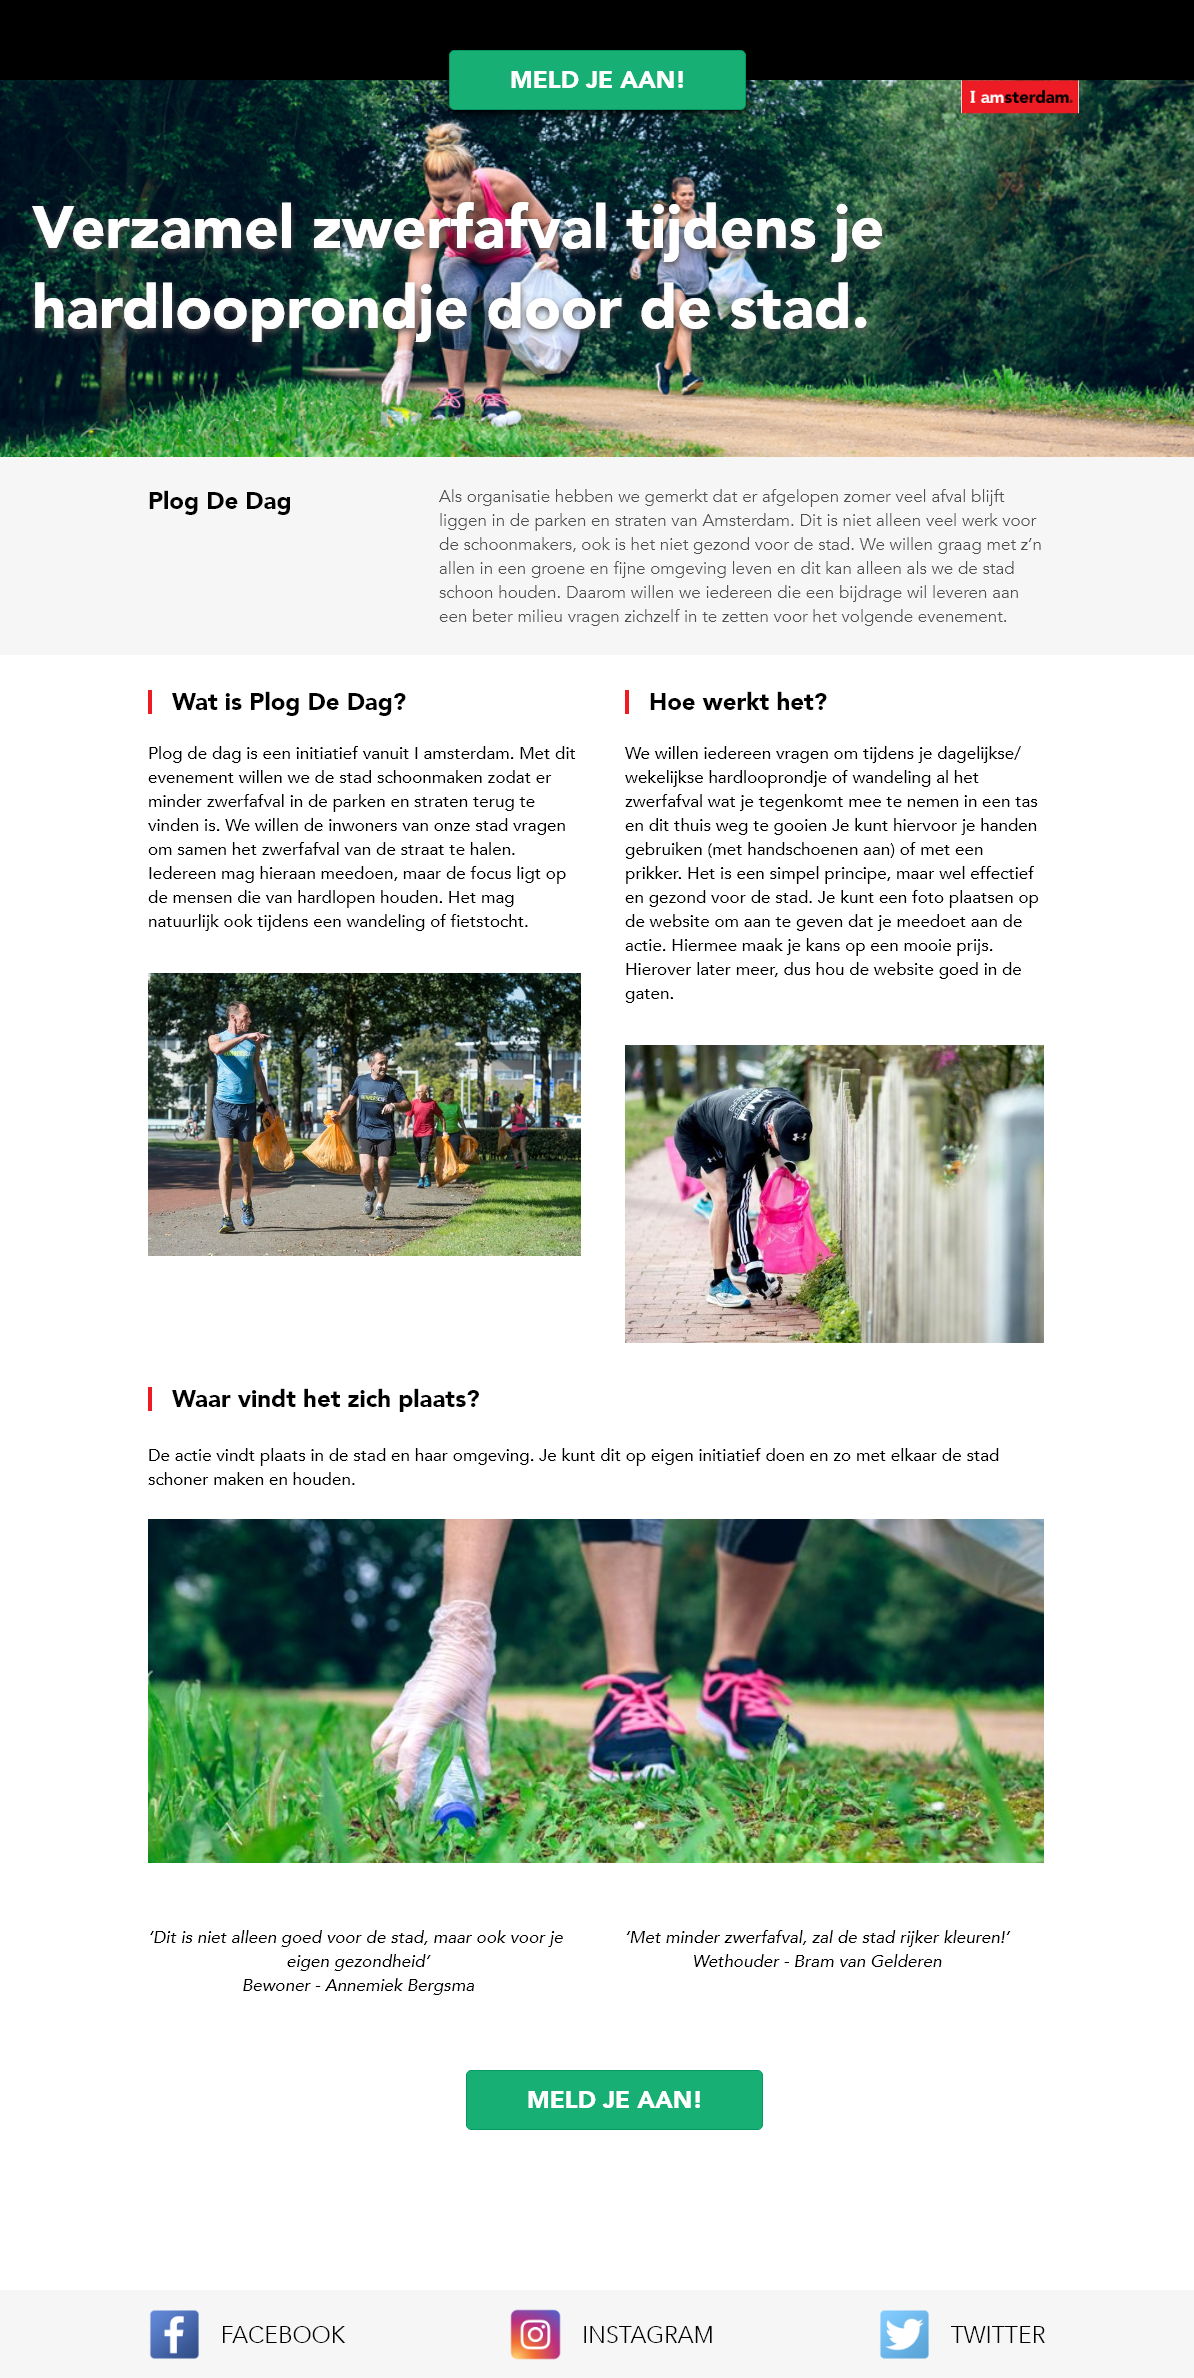 MELD JE AAN!
I amsterdam.
Verzamel zwerfafval tijdens je
hardlooprondje door de stad.
Plog De Dag
Als organisatie hebben we gemerkt dat er afgelopen zomer veel afval blijft
liggen in de parken en straten van Amsterdam. Dit is niet alleen veel werk voor
de schoonmakers, ook is het niet gezond voor de stad. We willen graag met z’n
allen in een groene en fijne omgeving leven en dit kan alleen als we de stad
schoon houden. Daarom willen we iedereen die een bijdrage wil leveren aan
een beter milieu vragen zichzelf in te zetten voor het volgende evenement.
Wat is Plog De Dag?
Plog de dag is een initiatief vanuit I amsterdam. Met dit
evenement willen we de stad schoonmaken zodat er
minder zwerfafval in de parken en straten terug te
vinden is. We willen de inwoners van onze stad vragen
om samen het zwerfafval van de straat te halen.
Iedereen mag hieraan meedoen, maar de focus ligt op
de mensen die van hardlopen houden. Het mag
natuurlijk ook tijdens een wandeling of fietstocht.
Hoe werkt het?
We willen iedereen vragen om tijdens je dagelijkse/
wekelijkse hardlooprondje of wandeling al het
zwerfafval wat je tegenkomt mee te nemen in een tas
en dit thuis weg te gooien Je kunt hiervoor je handen
gebruiken (met handschoenen aan) of met een
prikker. Het is een simpel principe, maar wel effectief
en gezond voor de stad. Je kunt een foto plaatsen op
de website om aan te geven dat je meedoet aan de
actie. Hiermee maak je kans op een mooie prijs.
Hierover later meer, dus hou de website goed in de
gaten.
Waar vindt het zich plaats?
De actie vindt plaats in de stad en haar omgeving. Je kunt dit op eigen initiatief doen en zo met elkaar de stad
schoner maken en houden.
’Dit is niet alleen goed voor de stad, maar ook voor je
eigen gezondheid’
Bewoner - Annemiek Bergsma
’Met minder zwerfafval, zal de stad rijker kleuren!’
Wethouder - Bram van Gelderen
MELD JE AAN!
FACEBOOK
INSTAGRAM
TWITTER